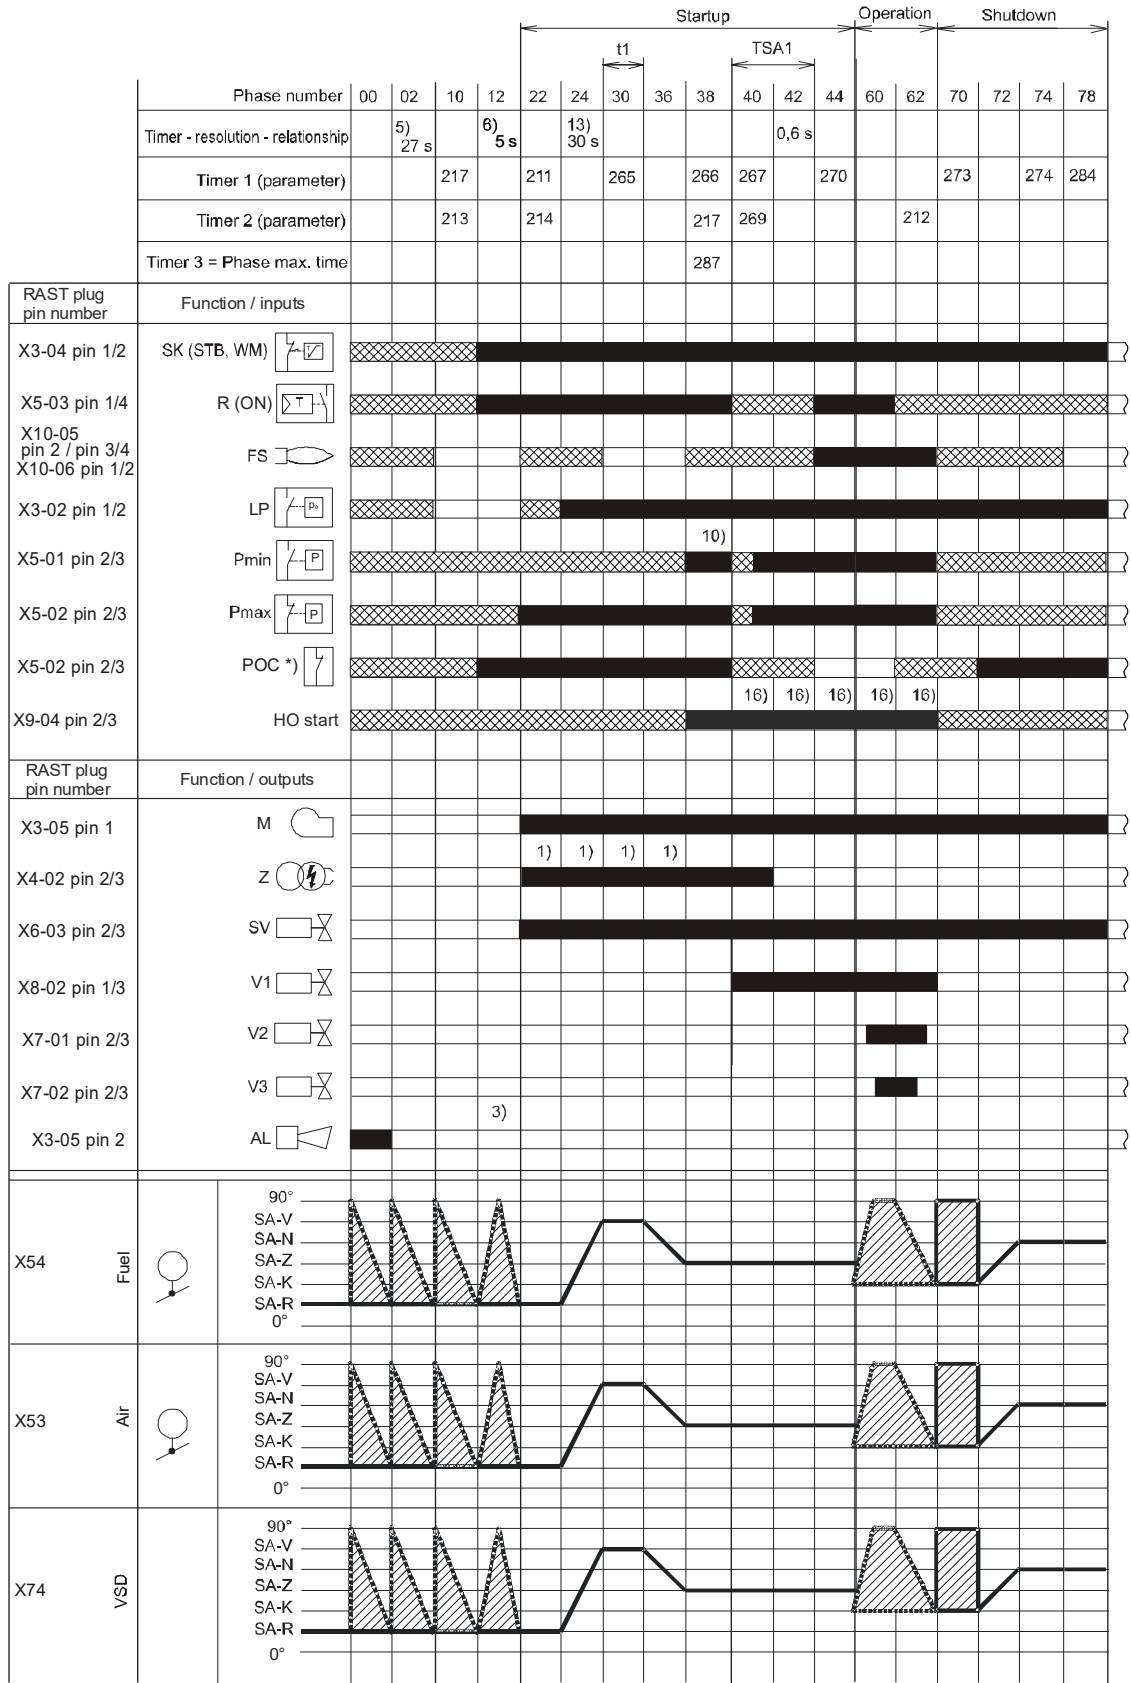 Startup Operation Shutdown
t1 TSA1
Phase number 00 02 10 12 22 24 30 36 38 40 42 44 60 62 70 72 74 78
Timer - resolution - relationship 5) 27 s 6) 5 s 13) 30 s 0,6 s
Timer 1 (parameter) 217 211 265 266 267 270 273 274 284
Timer 2 (parameter) 213 214 217 269 212
Timer 3 = Phase max. time 287
RAST plug
pin number
Function / inputs
X3-04 pin 1/2 SK (STB, WM)
X5-03 pin 1/4 R (ON) T
X10-05
pin 2 / pin 3/4
X10-06 pin 1/2
FS
X3-02 pin 1/2 LP
10)
X5-01 pin 2/3 Pmin P
X5-02 pin 2/3 Pmax P
X5-02 pin 2/3 POC *)
16) 16) 16) 16) 16)
X9-04 pin 2/3 HO start
RAST plug
pin number
Function / outputs
X3-05 pin 1 M
1) 1) 1) 1)
X4-02 pin 2/3 Z
X6-03 pin 2/3 SV
X8-02 pin 1/3 V1
X7-01 pin 2/3 V2
X7-02 pin 2/3 V3
3)
X3-05 pin 2 AL
X54 Fuel
90°
SA-V
SA-N
SA-Z
SA-K
SA-R
0°
X53 Air
90°
SA-V
SA-N
SA-Z
SA-K
SA-R
0°
X74 VSD
90°
SA-V
SA-N
SA-Z
SA-K
SA-R
0°